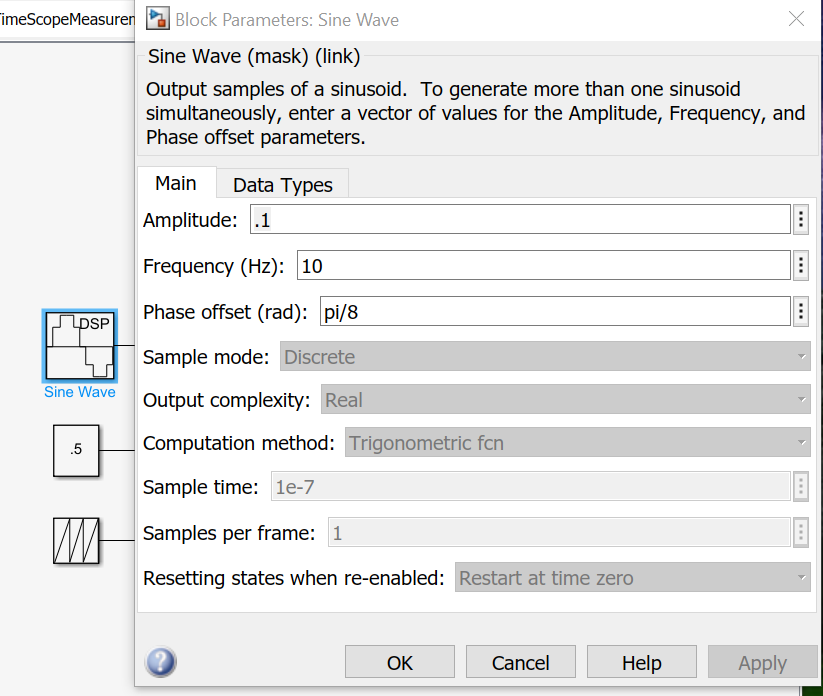 TimeScopeMeasurem
Block Parameters: Sine Wave
Sine Wave (mask) (link)
Output samples of a sinusoid.  To generate more than one sinusoid
simultaneously, enter a vector of values for the Amplitude, Frequency, and
Phase offset parameters.
Main
Data Types
Amplitude: .1
Frequency (Hz): 10
Phase offset (rad): pi/8
Sample mode: Discrete
Output complexity: Real
Computation method: Trigonometric fcn
Sample time: 1e-7
Samples per frame: 1
Resetting states when re-enabled: Restart at time zero
OK
Cancel
Help
Apply
DSP
Sine Wave
.5